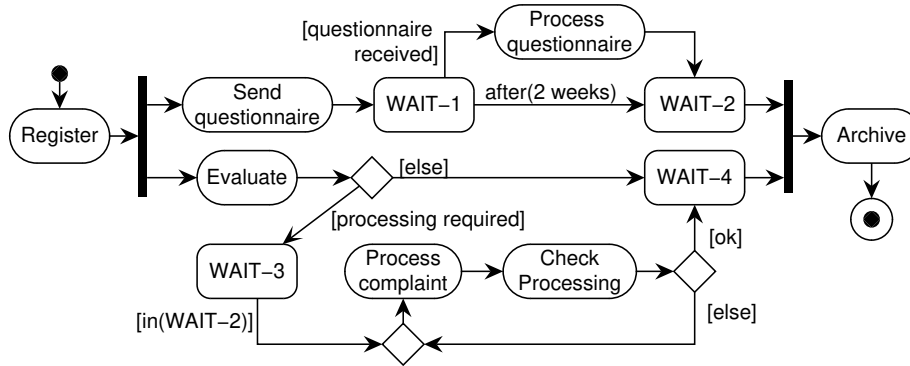 [questionnaire
received]
Process
questionnaire
Register
Send
questionnaire
WAIT−1
after(2 weeks)
WAIT−2
Archive
Evaluate
[else]
WAIT−4
[processing required]
WAIT−3
Process
complaint
Check
Processing
[ok]
[in(WAIT−2)]
[else]